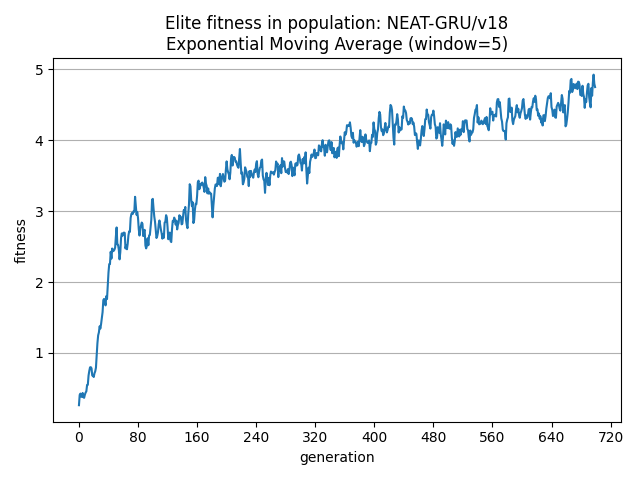 Elite fitness in population: NEAT-GRU/v18
Exponential Moving Average (window=5)
5
4
3
2
1
fitness
0 80 160 240 320 400 480 560 640 720
generation